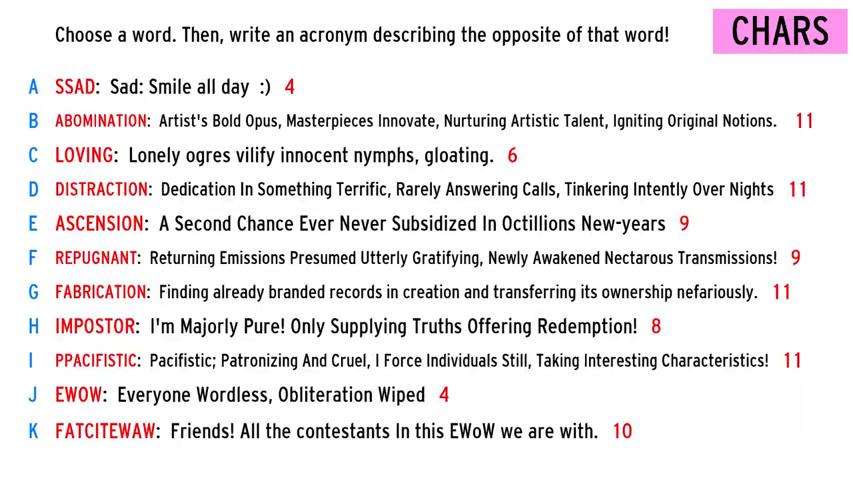 Choose a word. Then, write an acronym describing the opposite of that word!
CHARS
A SSAD: Sad: Smile all day :) 4
B ABOMINATION: Artist's Bold Opus, Masterpieces Innovate, Nurturing Artistic Talent, Igniting Original Notions. 11
C LOVING: Lonely ogres vilify innocent nymphs, gloating. 6
D DISTRACTION: Dedication In Something Terrific, Rarely Answering Calls, Tinkering Intently Over Nights 11
E ASCENSION: A Second Chance Ever Never Subsidized In Octillions New-years 9
F REPUGNANT: Returning Emissions Presumed Utterly Gratifying, Newly Awakened Nectarous Transmissions! 9
G FABRICATION: Finding already branded records in creation and transferring its ownership nefariously. 11
H IMPOSTOR: I'm Majorly Pure! Only Supplying Truths Offering Redemption! 8
I PPACIFISTIC: Pacifistic; Patronizing And Cruel, I Force Individuals Still, Taking Interesting Characteristics! 11
J EWOW: Everyone Wordless, Obliteration Wiped 4
K FATCITEWAW: Friends! All the contestants In this EWoW we are with. 10